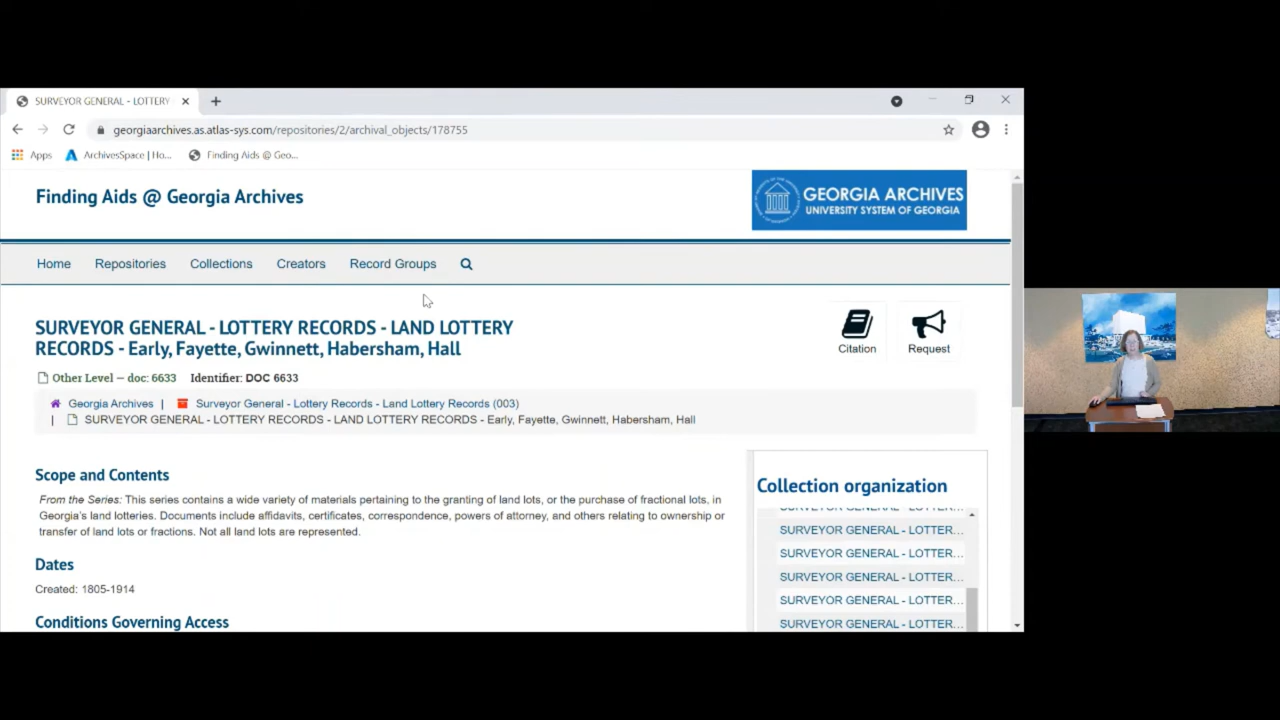 SURVEYOR GENERAL - LOTTERY
georgiaarchives.as.atlas-sys.com/repositories/2/archival_objects/178755
Apps
ArchivesSpace | Ho...
Finding Aids @ Geo...
Finding Aids @ Georgia Archives
GEORGIA ARCHIVES
UNIVERSITY SYSTEM OF GEORGIA
Home
Repositories
Collections
Creators
Record Groups
SURVEYOR GENERAL - LOTTERY RECORDS - LAND LOTTERY
RECORDS - Early, Fayette, Gwinnett, Habersham, Hall
Citation
Request
Other Level — doc: 6633 Identifier: DOC 6633
Georgia Archives | Surveyor General - Lottery Records - Land Lottery Records (003)
| SURVEYOR GENERAL - LOTTERY RECORDS - LAND LOTTERY RECORDS - Early, Fayette, Gwinnett, Habersham, Hall
Scope and Contents
From the Series: This series contains a wide variety of materials pertaining to the granting of land lots, or the purchase of fractional lots, in
Georgia's land lotteries. Documents include affidavits, certificates, correspondence, powers of attorney, and others relating to ownership or
transfer of land lots or fractions. Not all land lots are represented.
Dates
Created: 1805-1914
Conditions Governing Access
Collection organization
SURVEYOR GENERAL - LOTTER...
SURVEYOR GENERAL - LOTTER...
SURVEYOR GENERAL - LOTTER...
SURVEYOR GENERAL - LOTTER...
SURVEYOR GENERAL - LOTTER...
SURVEYOR GENERAL - LOTTER...